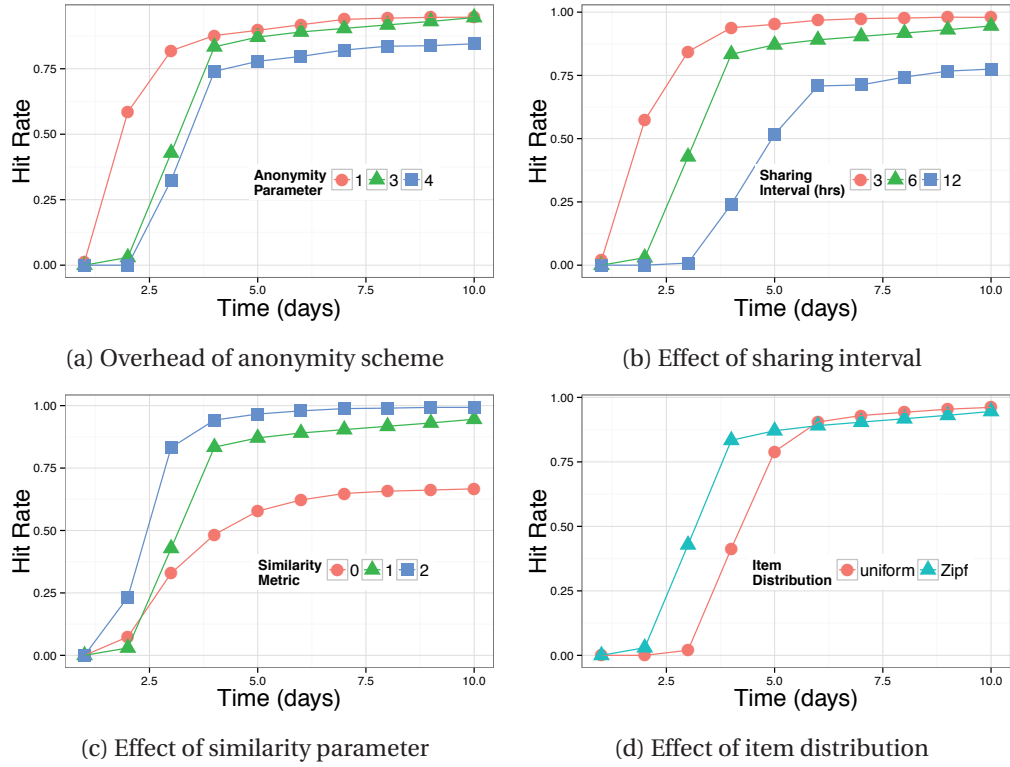 Hit Rate
0.75
0.50
0.25
0.00
Anonymity
Parameter
1 3 4
2.5 5.0 7.5 10.0
Time (days)
(a) Overhead of anonymity scheme
Hit Rate
1.00
0.75
0.50
0.25
0.00
Sharing
Interval (hrs)
3 6 12
2.5 5.0 7.5 10.0
Time (days)
(b) Effect of sharing interval
Hit Rate
1.00
0.75
0.50
0.25
0.00
Similarity
Metric
0 1 2
2.5 5.0 7.5 10.0
Time (days)
(c) Effect of similarity parameter
Hit Rate
1.00
0.75
0.50
0.25
0.00
Item
Distribution
uniform Zipf
2.5 5.0 7.5 10.0
Time (days)
(d) Effect of item distribution